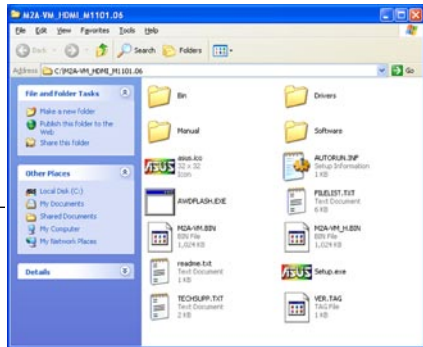 M2A-VM_HDMI_M1101.06
File Edit View Favorites Tools Help
Back Search Folders
Address C:\M2A-VM_HDMI_M1101.06 Go
File and Folder Tasks
Make a new folder
Publish this folder to the Web
Share this folder
Other Places
Local Disk (C:)
My Documents
Shared Documents
My Computer
My Network Places
Details
Bin
Drivers
Manual
Software
asus.ico
32 x 32
Icon
AUTORUN.INF
Setup Information
1 KB
AWDFLASH.EXE
FILELIST.TXT
Text Document
6 KB
M2A-VM.BIN
BIN File
1,024 KB
M2A-VM_H.BIN
BIN File
1,024 KB
readme.txt
Text Document
1 KB
Setup.exe
TECHSUPP.TXT
Text Document
2 KB
VER.TAG
TAG File
1 KB